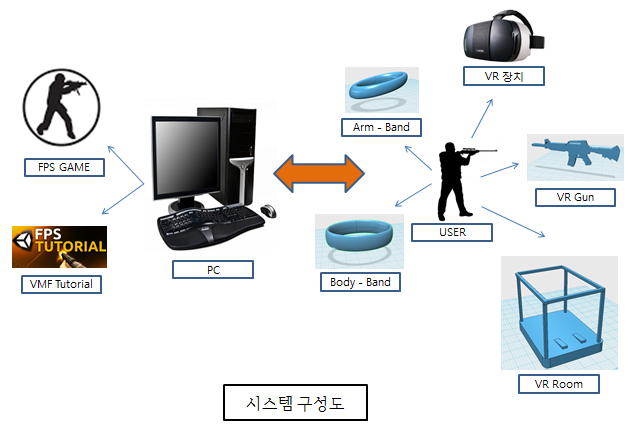 VR 장치
Arm - Band
FPS GAME
VR Gun
USER
FPS
TUTORIAL
PC
VMF Tutorial
Body - Band
VR Room
시스템 구성도